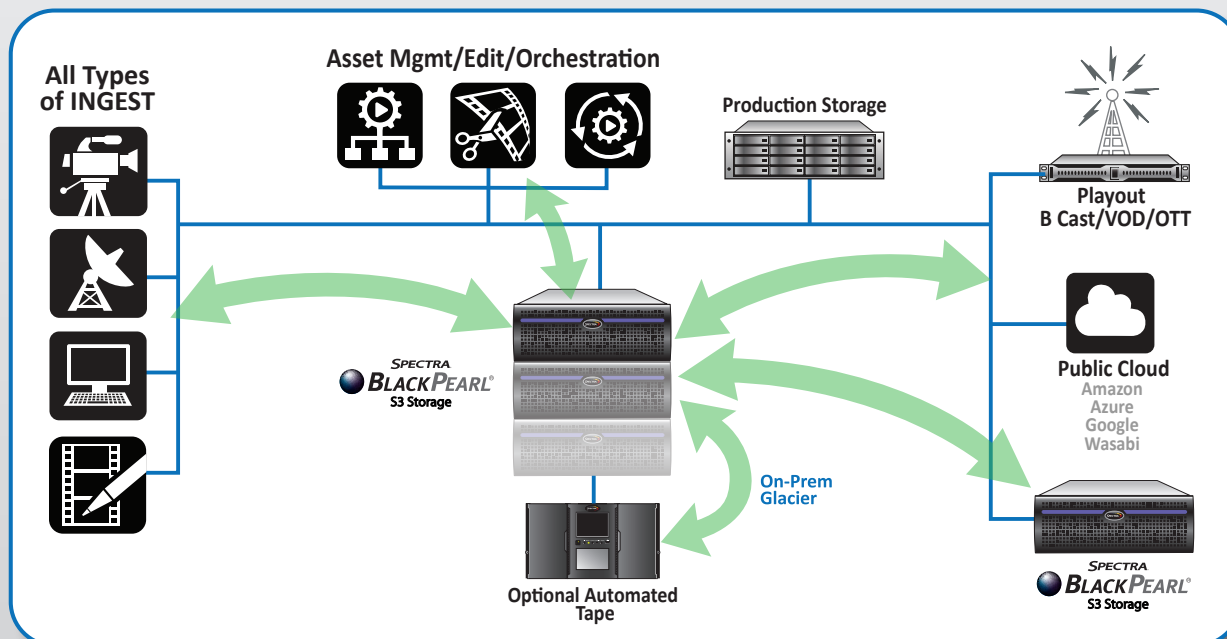 All Types
of INGEST
Asset Mgmt/Edit/Orchestration
Production Storage
Playout
B Cast/VOD/OTT
Public Cloud
Amazon
Azure
Google
Wasabi
SPECTRA
BLACKPEARL®
S3 Storage
On-Prem
Glacier
Optional Automated
Tape
SPECTRA
BLACKPEARL®
S3 Storage